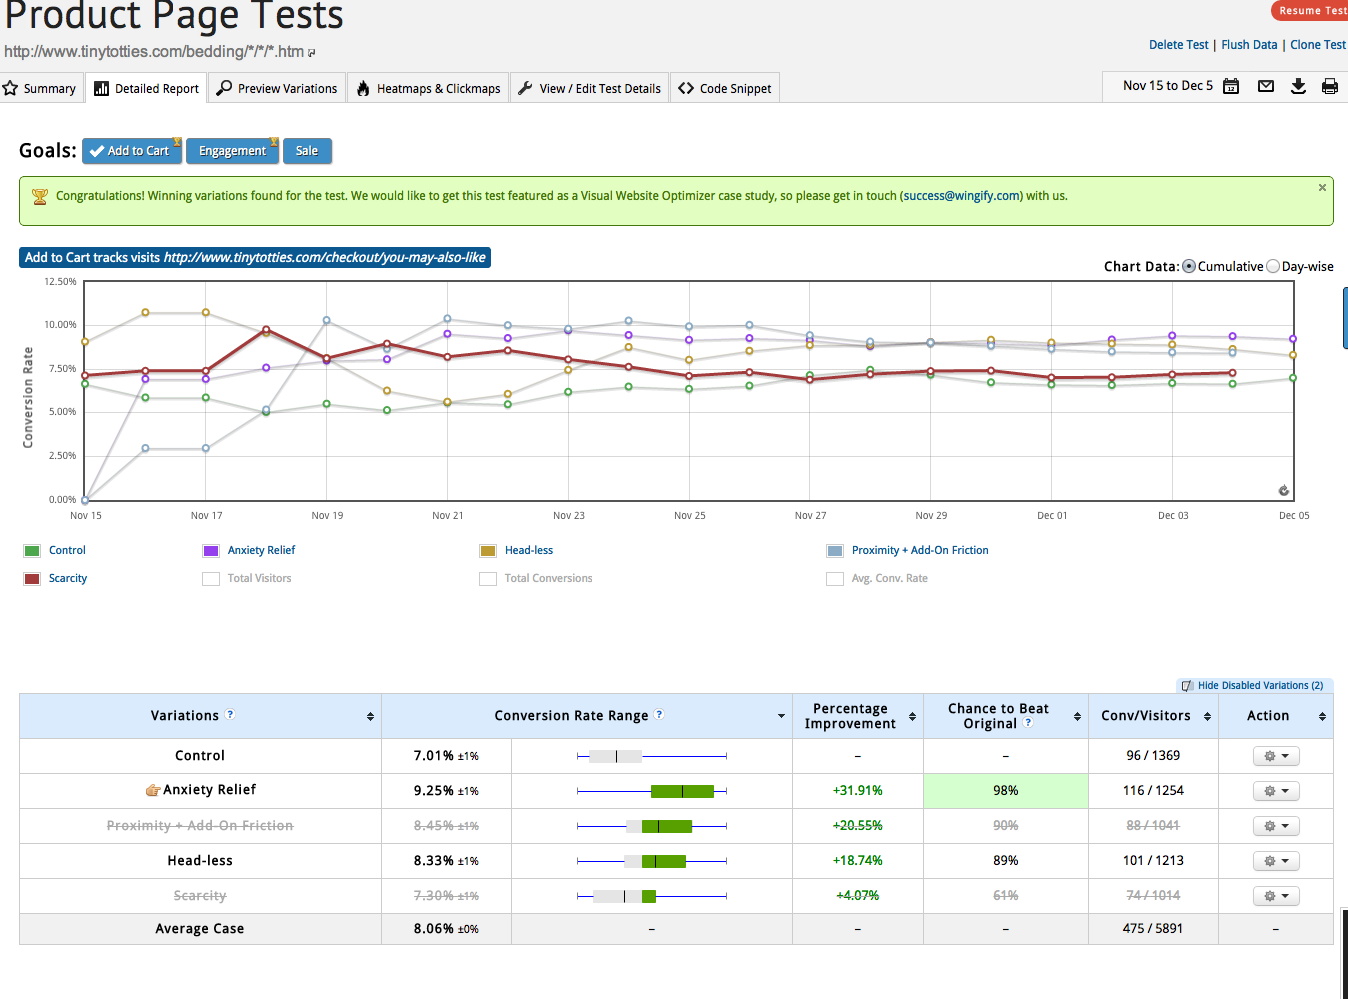 Product Page Tests
Resume Test
http://www.tinytotties.com/bedding/*/*/*.htm
Delete Test | Flush Data | Clone Test
Summary
Detailed Report
Preview Variations
Heatmaps & Clickmaps
View / Edit Test Details
Code Snippet
Nov 15 to Dec 5
12
Goals: Add to Cart Engagement Sale
Congratulations! Winning variations found for the test. We would like to get this test featured as a Visual Website Optimizer case study, so please get in touch (success@wingify.com) with us.
Add to Cart tracks visits http://www.tinytotties.com/checkout/you-may-also-like
Chart Data: Cumulative Day-wise
Conversion Rate
12.50%
10.00%
7.50%
5.00%
2.50%
0.00%
Nov 15 Nov 17 Nov 19 Nov 21 Nov 23 Nov 25 Nov 27 Nov 29 Dec 01 Dec 03 Dec 05
Control Anxiety Relief Head-less Proximity + Add-On Friction
Scarcity Total Visitors Total Conversions Avg. Conv. Rate
Hide Disabled Variations (2)
Variations ? Conversion Rate Range ? Percentage Improvement Chance to Beat Original ? Conv/Visitors Action
Control 7.01% ±1% – – 96 / 1369
Anxiety Relief 9.25% ±1% +31.91% 98% 116 / 1254
Proximity + Add-On Friction 8.45% ±1% +20.55% 90% 88 / 1041
Head-less 8.33% ±1% +18.74% 89% 101 / 1213
Scarcity 7.30% ±1% +4.07% 61% 74 / 1014
Average Case 8.06% ±0% – – – 475 / 5891 –